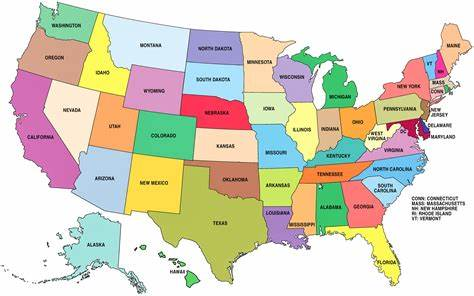 WASHINGTON
OREGON
CALIFORNIA
NEVADA
IDAHO
MONTANA
WYOMING
UTAH
ARIZONA
COLORADO
NEW MEXICO
NORTH DAKOTA
SOUTH DAKOTA
NEBRASKA
KANSAS
OKLAHOMA
TEXAS
MINNESOTA
IOWA
MISSOURI
ARKANSAS
LOUISIANA
WISCONSIN
ILLINOIS
MICHIGAN
INDIANA
OHIO
KENTUCKY
TENNESSEE
MISSISSIPPI
ALABAMA
GEORGIA
FLORIDA
SOUTH
CAROLINA
NORTH CAROLINA
VIRGINIA
WEST
VIRGINIA
PENNSYLVANIA
NEW YORK
VT
NH
MAINE
MASS
CONN
RI
NEW
JERSEY
DELAWARE
MARYLAND
DC
ALASKA
HAWAII
CONN: CONNECTICUT
MASS: MASSACHUSETTS
NH: NEW HAMPSHIRE
RI: RHODE ISLAND
VT: VERMONT